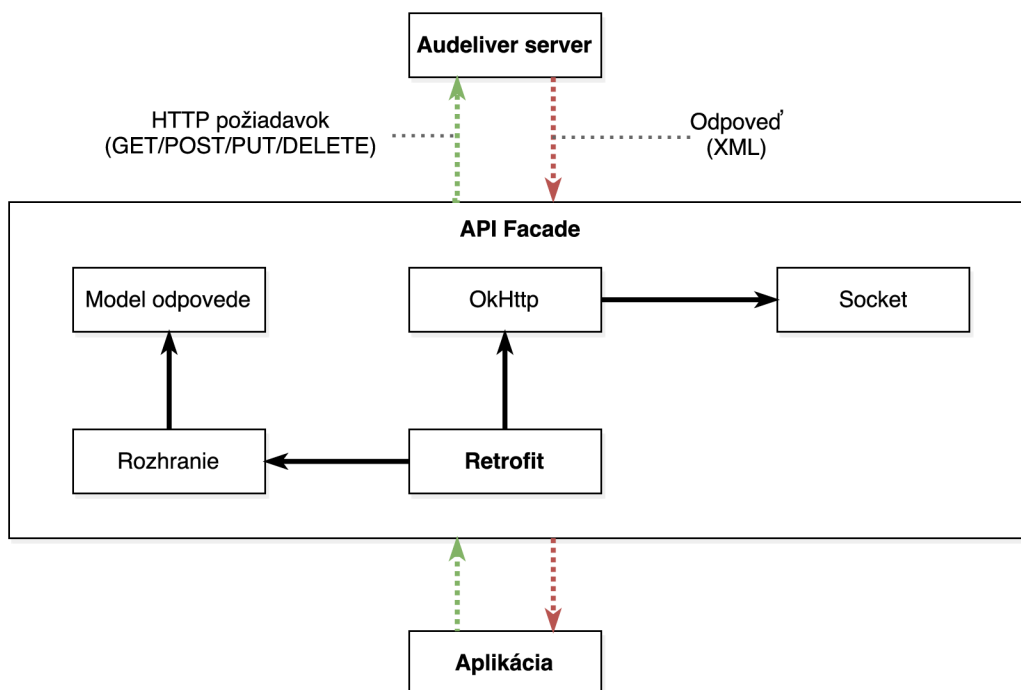 Audeliver server
HTTP požiadavok
(GET/POST/PUT/DELETE)
Odpoveď
(XML)
API Facade
Model odpovede
OkHttp
Socket
Rozhranie
Retrofit
Aplikácia